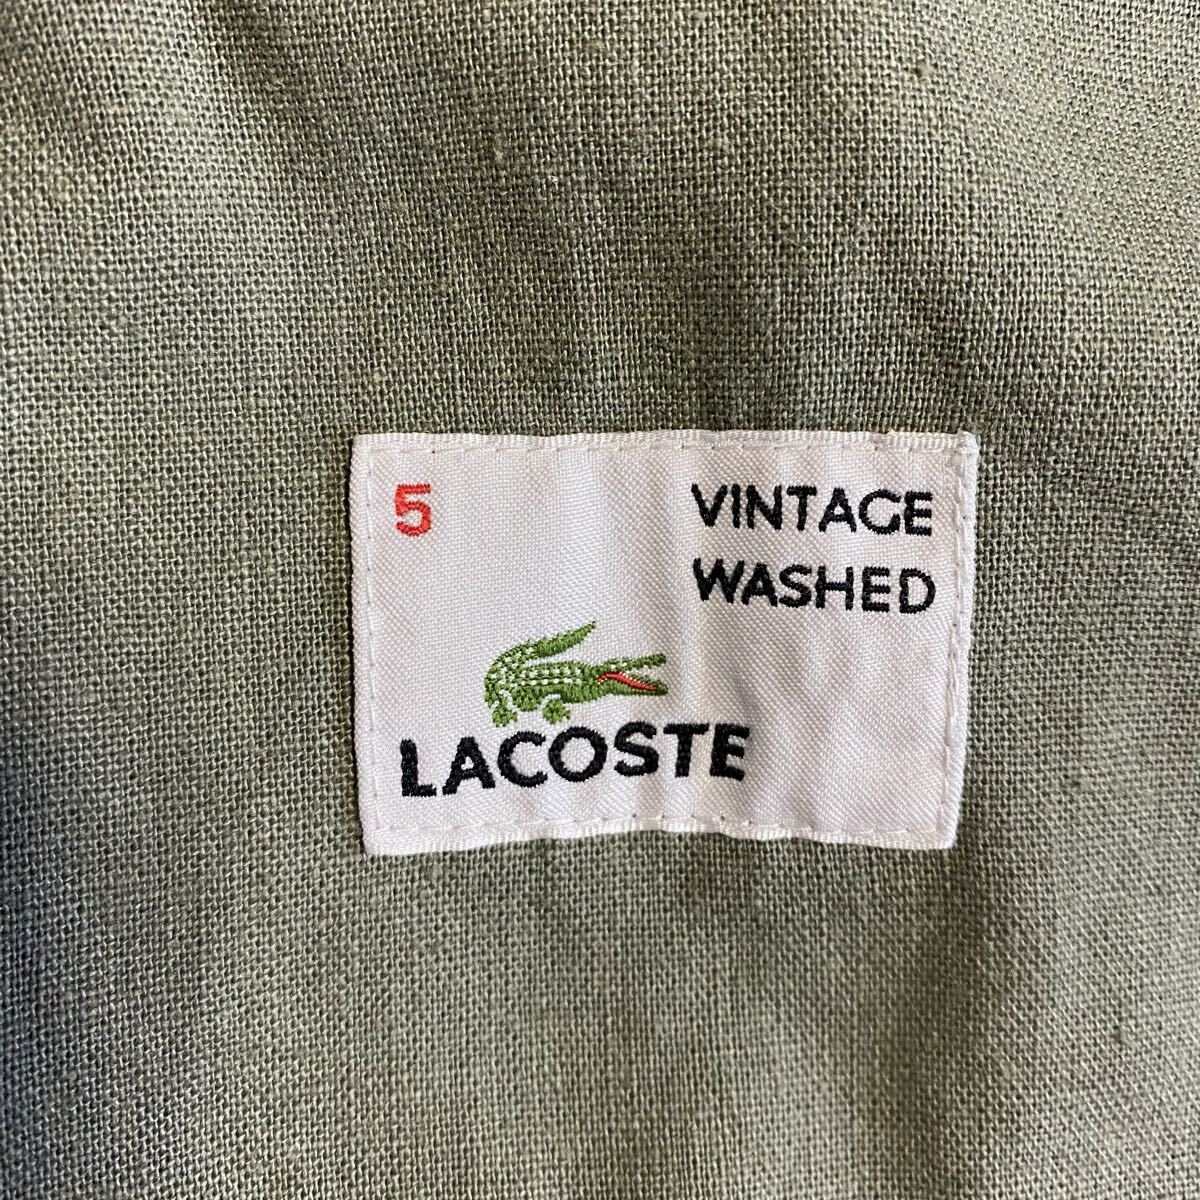 5
VINTAGE
WASHED
LACOSTE